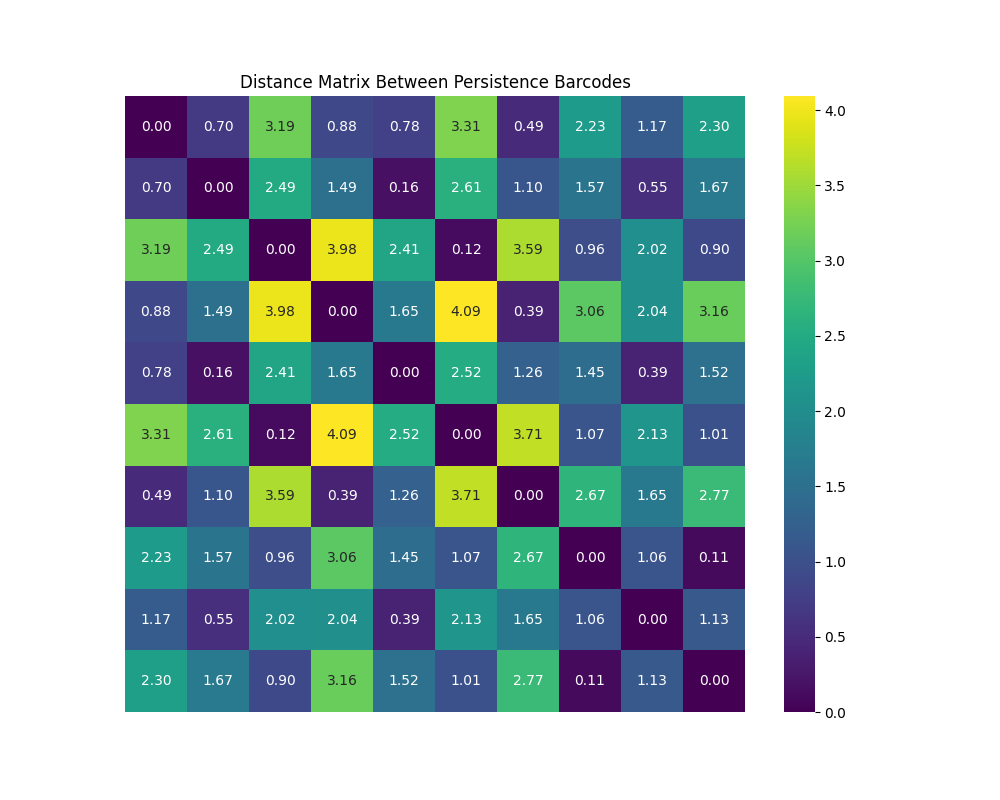 Distance Matrix Between Persistence Barcodes
0.00 0.70 3.19 0.88 0.78 3.31 0.49 2.23 1.17 2.30
0.70 0.00 2.49 1.49 0.16 2.61 1.10 1.57 0.55 1.67
3.19 2.49 0.00 3.98 2.41 0.12 3.59 0.96 2.02 0.90
0.88 1.49 3.98 0.00 1.65 4.09 0.39 3.06 2.04 3.16
0.78 0.16 2.41 1.65 0.00 2.52 1.26 1.45 0.39 1.52
3.31 2.61 0.12 4.09 2.52 0.00 3.71 1.07 2.13 1.01
0.49 1.10 3.59 0.39 1.26 3.71 0.00 2.67 1.65 2.77
2.23 1.57 0.96 3.06 1.45 1.07 2.67 0.00 1.06 0.11
1.17 0.55 2.02 2.04 0.39 2.13 1.65 1.06 0.00 1.13
2.30 1.67 0.90 3.16 1.52 1.01 2.77 0.11 1.13 0.00
4.0
3.5
3.0
2.5
2.0
1.5
1.0
0.5
0.0